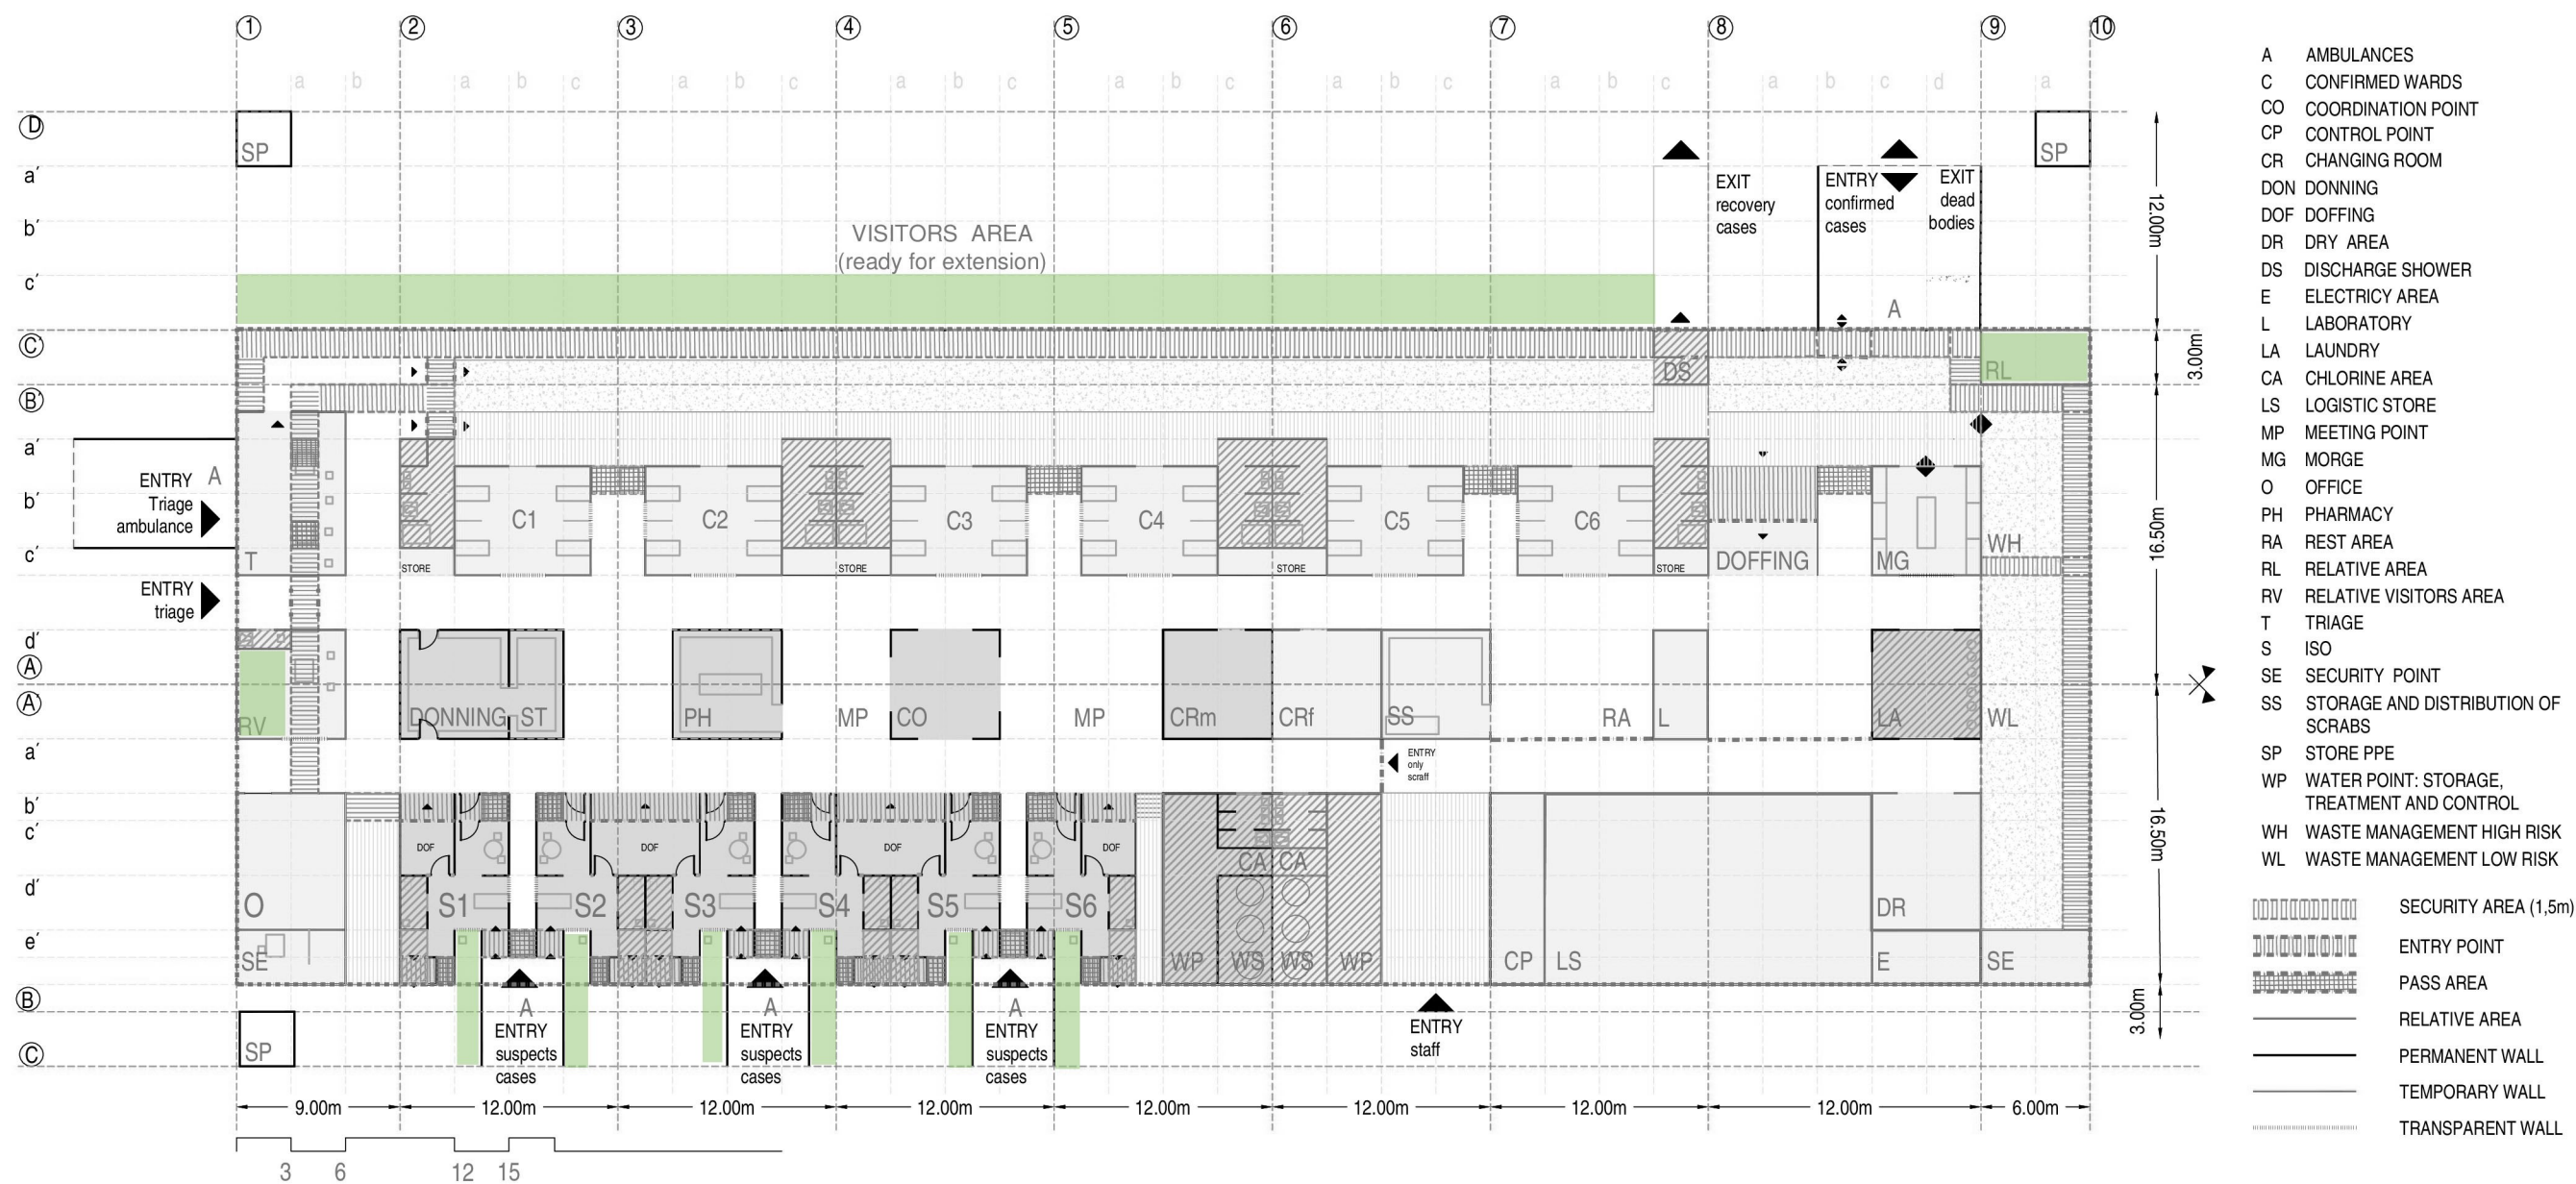 1 2 3 4 5 6 7 8 9 10
a b a b c a b c a b c a b c a b c a b c a b c d a
D
SP
SP
a'
b'
c'
EXIT
recovery
cases
ENTRY
confirmed
cases
EXIT
dead
bodies
12.00m
VISITORS AREA
(ready for extension)
A
C
DS
RL
3.00m
B'
a'
b'
c'
ENTRY
Triage
ambulance
A
T
ENTRY
triage
C1
C2
C3
C4
C5
C6
STORE
STORE
STORE
STORE
DOFFING
MG
WH
16.50m
d'
A
A'
RV
DONNING
ST
PH
MP
CO
MP
CRm
CRf
SS
RA
L
LA
WL
a'
ENTRY
only
scraff
b'
c'
d'
e'
DOF
DOF
DOF
DOF
O
S1
S2
S3
S4
S5
S6
CA
CA
DR
SE
WP
WS
WS
WP
CP
LS
E
SE
16.50m
B
C
SP
A
ENTRY
suspects
cases
A
ENTRY
suspects
cases
A
ENTRY
suspects
cases
ENTRY
staff
3.00m
9.00m 12.00m 12.00m 12.00m 12.00m 12.00m 12.00m 12.00m 6.00m
3 6 12 15
A AMBULANCES
C CONFIRMED WARDS
CO COORDINATION POINT
CP CONTROL POINT
CR CHANGING ROOM
DON DONNING
DOF DOFFING
DR DRY AREA
DS DISCHARGE SHOWER
E ELECTRICY AREA
L LABORATORY
LA LAUNDRY
CA CHLORINE AREA
LS LOGISTIC STORE
MP MEETING POINT
MG MORGE
O OFFICE
PH PHARMACY
RA REST AREA
RL RELATIVE AREA
RV RELATIVE VISITORS AREA
T TRIAGE
S ISO
SE SECURITY POINT
SS STORAGE AND DISTRIBUTION OF
SCRABS
SP STORE PPE
WP WATER POINT: STORAGE,
TREATMENT AND CONTROL
WH WASTE MANAGEMENT HIGH RISK
WL WASTE MANAGEMENT LOW RISK
SECURITY AREA (1,5m)
ENTRY POINT
PASS AREA
RELATIVE AREA
PERMANENT WALL
TEMPORARY WALL
TRANSPARENT WALL